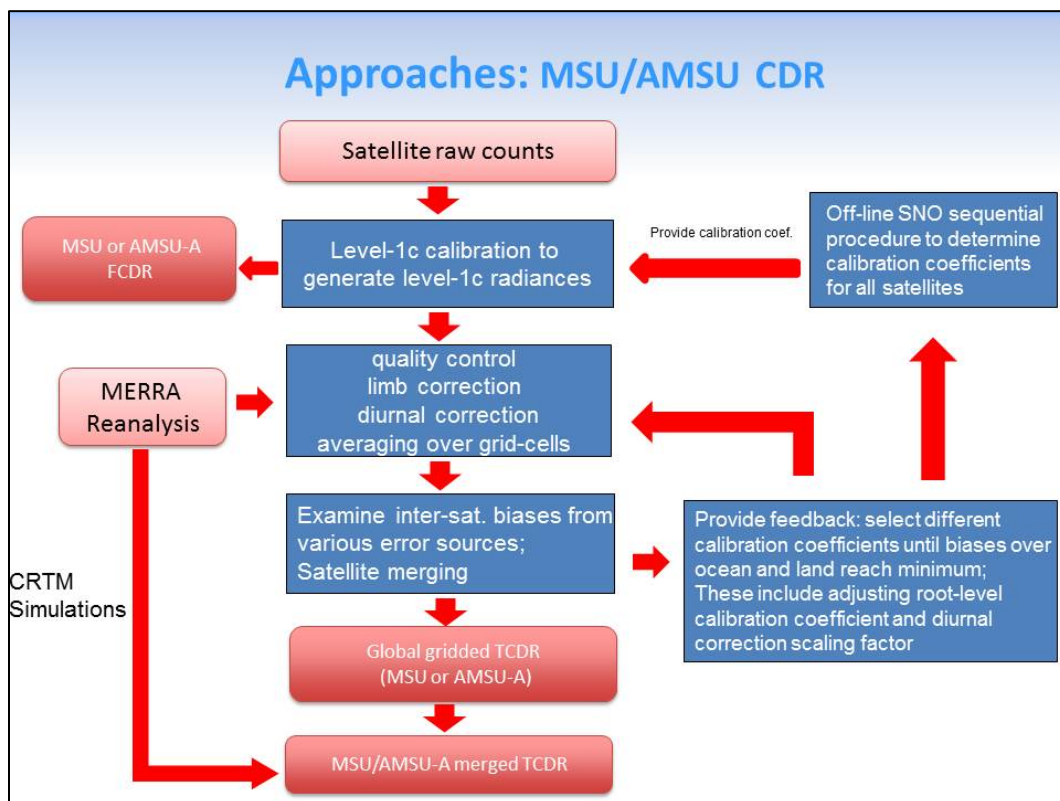 Approaches: MSU/AMSU CDR
Satellite raw counts
MSU or AMSU-A
FCDR
Level-1c calibration to
generate level-1c radiances
Provide calibration coef.
Off-line SNO sequential
procedure to determine
calibration coefficients
for all satellites
MERRA
Reanalysis
quality control
limb correction
diurnal correction
averaging over grid-cells
Examine inter-sat. biases from
various error sources;
Satellite merging
Provide feedback: select different
calibration coefficients until biases over
ocean and land reach minimum;
These include adjusting root-level
calibration coefficient and diurnal
correction scaling factor
CRTM
Simulations
Global gridded TCDR
(MSU or AMSU-A)
MSU/AMSU-A merged TCDR